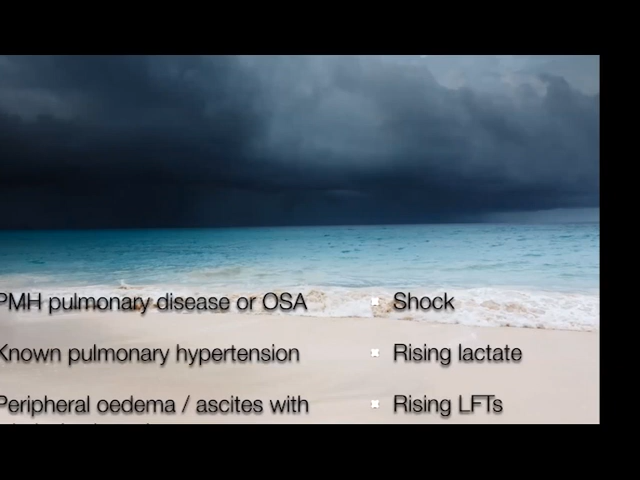 PMH pulmonary disease or OSA
Known pulmonary hypertension
Peripheral oedema / ascites with
Shock
Rising lactate
Rising LFTs